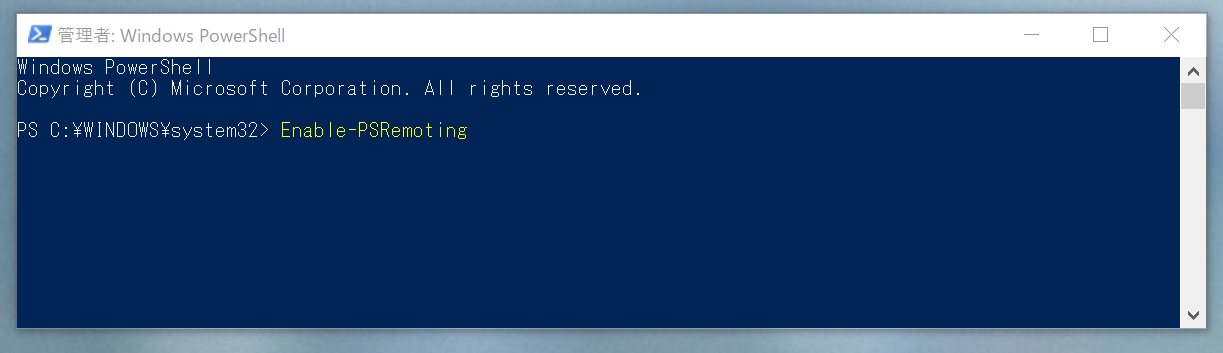 管理者: Windows PowerShell
Windows PowerShell
Copyright (C) Microsoft Corporation. All rights reserved.
PS C:¥WINDOWS¥system32> Enable-PSRemoting